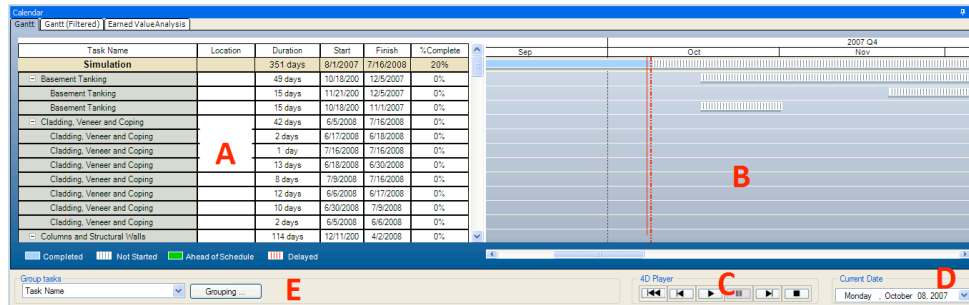 Calendar
Gantt Gantt (Filtered) Earned ValueAnalysis
2007 Q4
Task Name Location Duration Start Finish %Complete Sep Oct Nov
Simulation 351 days 8/1/2007 7/16/2008 20%
Basement Tanking 49 days 10/18/200 12/5/2007 0%
Basement Tanking 15 days 11/21/200 12/5/2007 0%
Basement Tanking 15 days 10/18/200 11/1/2007 0%
Cladding, Veneer and Coping 42 days 6/5/2008 7/16/2008 0%
Cladding, Veneer and Coping 2 days 6/17/2008 6/18/2008 0%
Cladding, Veneer and Coping 1 day 7/16/2008 7/16/2008 0%
Cladding, Veneer and Coping 13 days 6/18/2008 6/30/2008 0%
Cladding, Veneer and Coping 8 days 7/9/2008 7/16/2008 0%
Cladding, Veneer and Coping 12 days 6/6/2008 6/17/2008 0%
Cladding, Veneer and Coping 10 days 6/30/2008 7/9/2008 0%
Cladding, Veneer and Coping 2 days 6/5/2008 6/6/2008 0%
Columns and Structural Walls 114 days 12/11/200 4/2/2008 0%
A
B
Completed Not Started Ahead of Schedule Delayed
Group tasks 4D Player Current Date
Task Name Grouping ... E C D
Monday , October 08, 2007